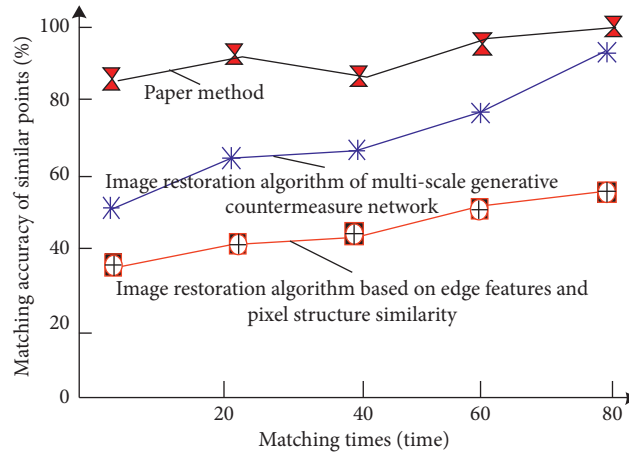 Matching accuracy of similar points (%)
100
80
60
40
20
0
Paper method
Image restoration algorithm of multi-scale generative
countermeasure network
Image restoration algorithm based on edge features and
pixel structure similarity
20
40
60
80
Matching times (time)